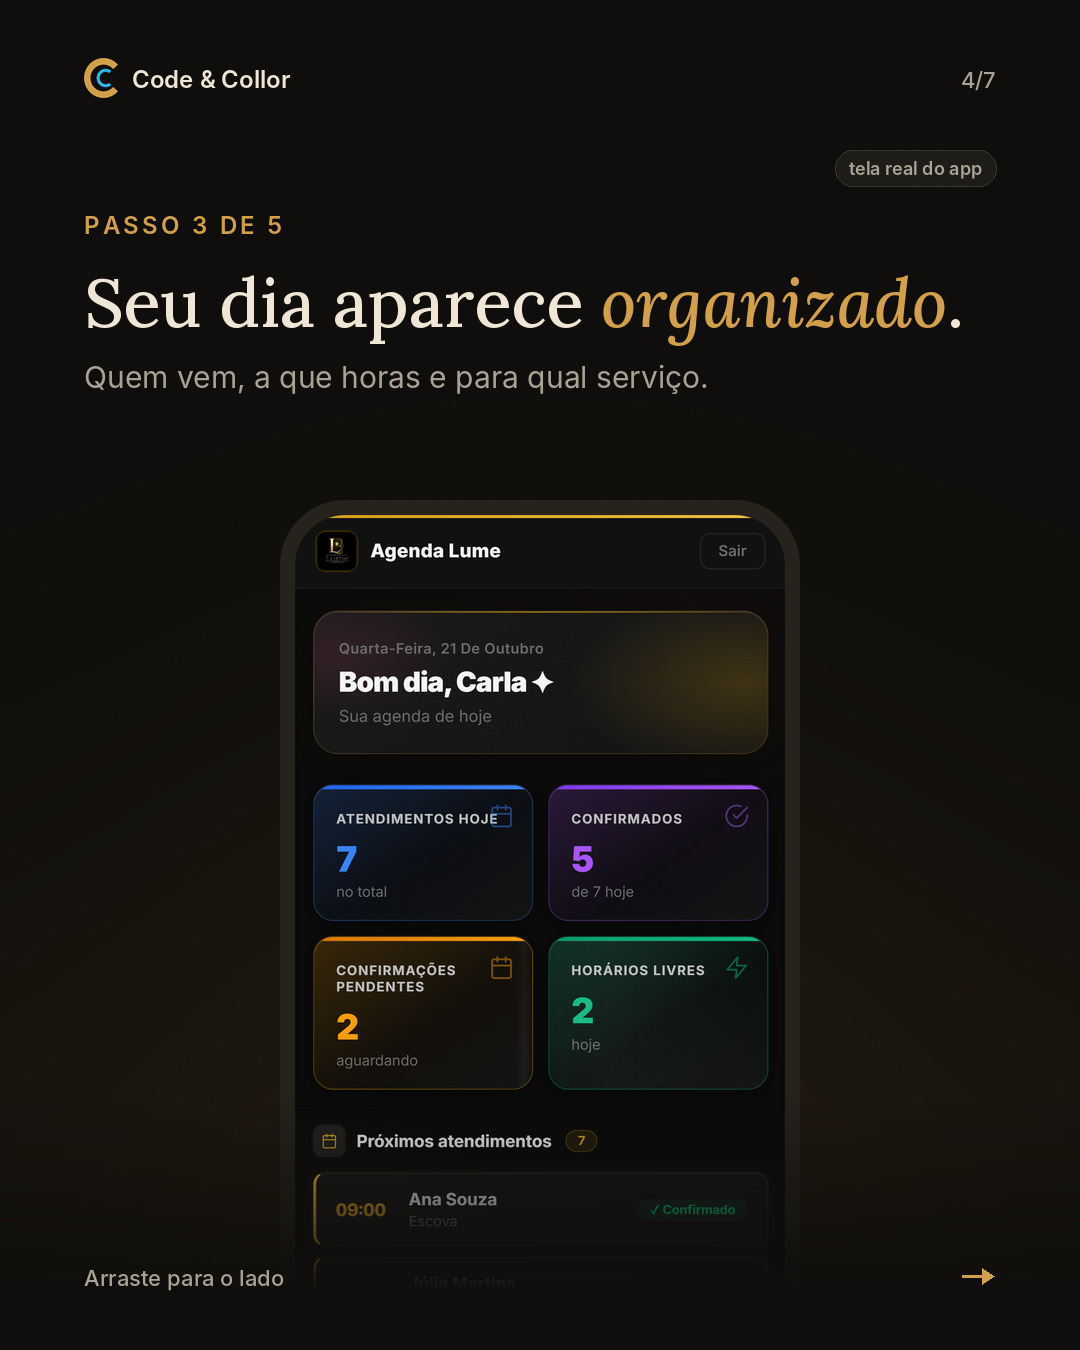 Code & Collor
4/7
tela real do app
PASSO 3 DE 5
Seu dia aparece organizado.
Quem vem, a que horas e para qual serviço.
Lume
Agenda Lume
Sair
Quarta-Feira, 21 De Outubro
Bom dia, Carla ✦
Sua agenda de hoje
ATENDIMENTOS HOJE
7
no total
CONFIRMADOS
5
de 7 hoje
CONFIRMAÇÕES
PENDENTES
2
aguardando
HORÁRIOS LIVRES
2
hoje
Próximos atendimentos
7
09:00
Ana Souza
Escova
✓ Confirmado
Júlia Martins
Arraste para o lado